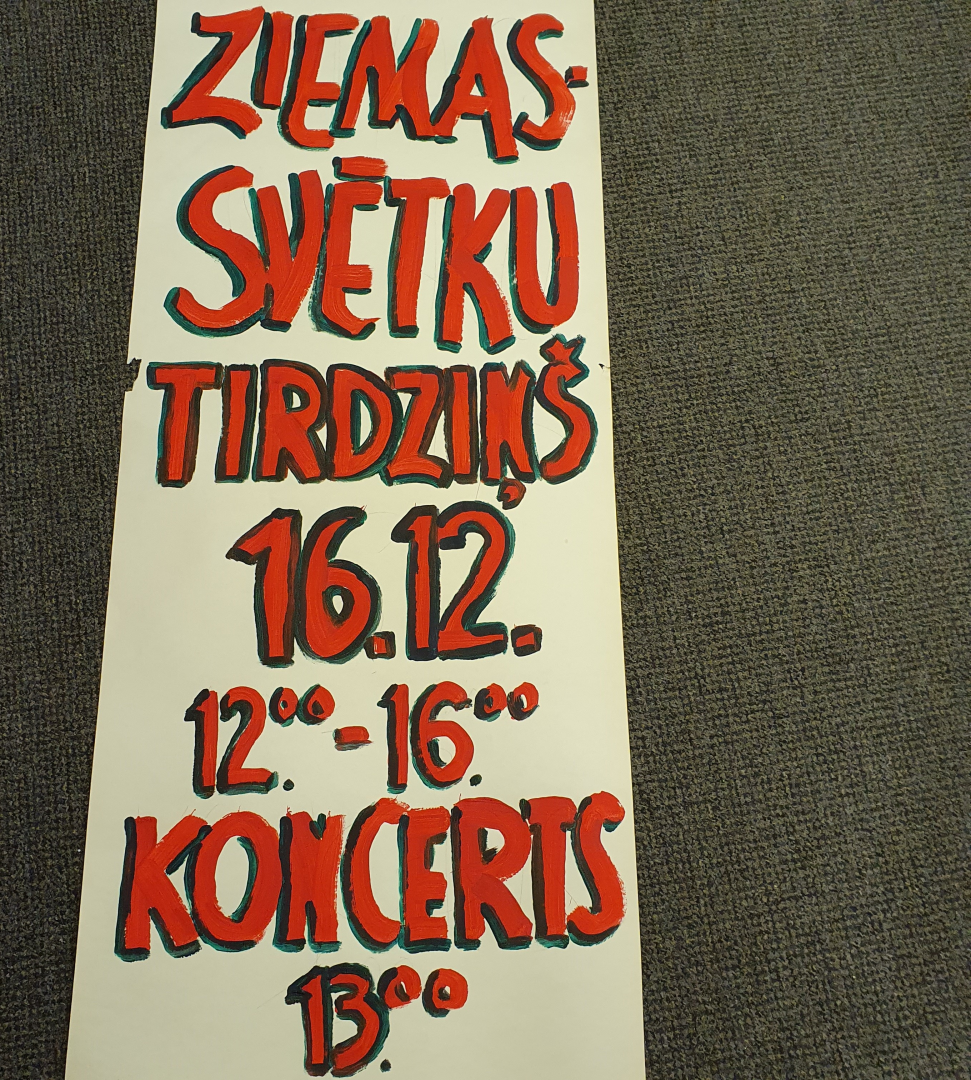 ZIEMAS-
SVĒTKU
TIRDZIŅŠ
16.12.
12.⁰⁰-16.⁰⁰
KONCERTS
13.⁰⁰